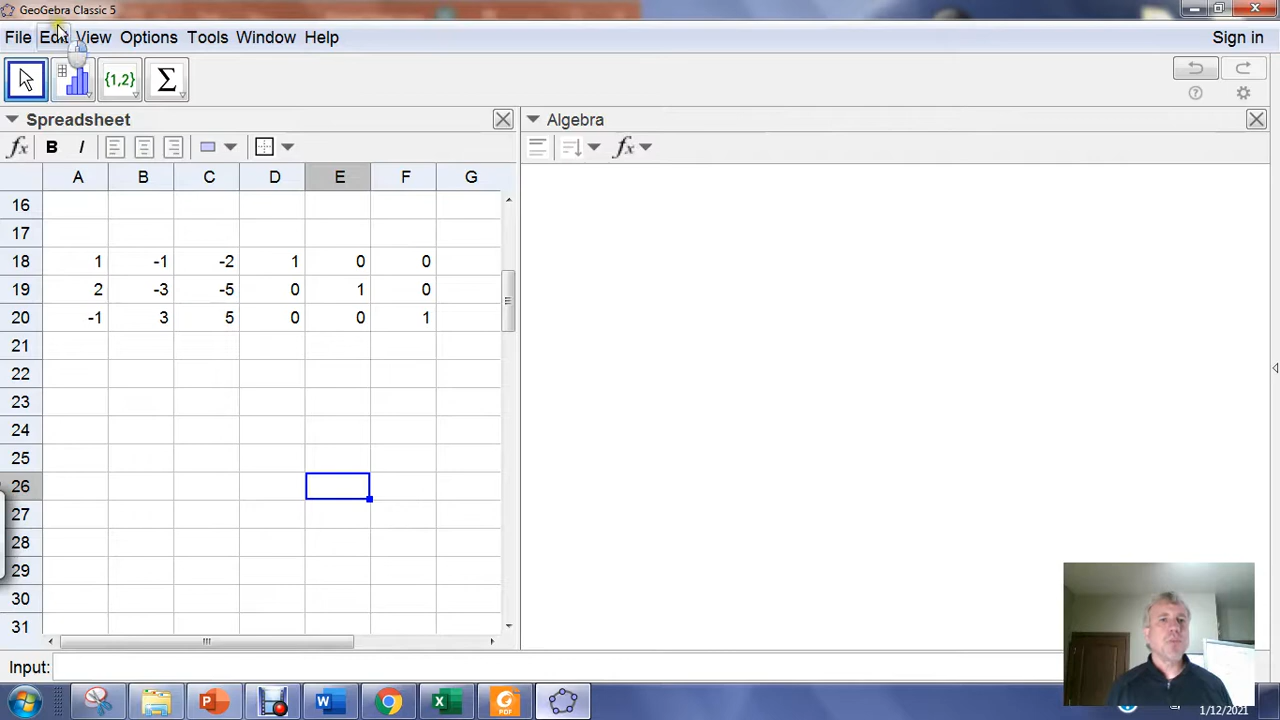 GeoGebra Classic 5
File Edit View Options Tools Window Help
Sign in
{1,2} Σ
Spreadsheet
Algebra
fx B I
fx
A B C D E F G
16
17
18 1 -1 -2 1 0 0
19 2 -3 -5 0 1 0
20 -1 3 5 0 0 1
21
22
23
24
25
26
27
28
29
30
31
Input:
1/12/2021